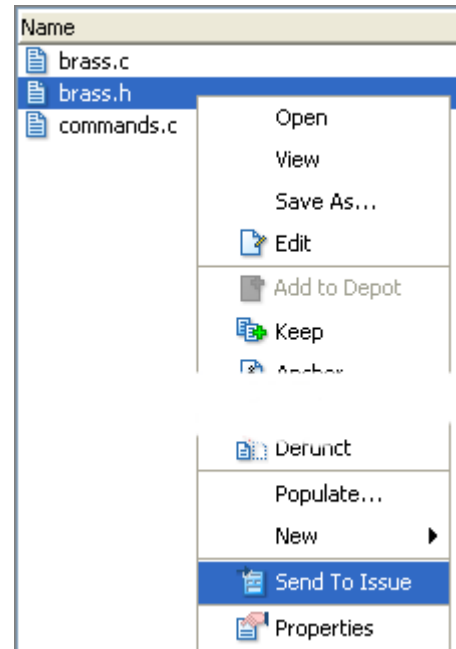 Name
brass.c
brass.h
commands.c
Open
View
Save As...
Edit
Add to Depot
Keep
Anchor
Defunct
Populate...
New
Send To Issue
Properties